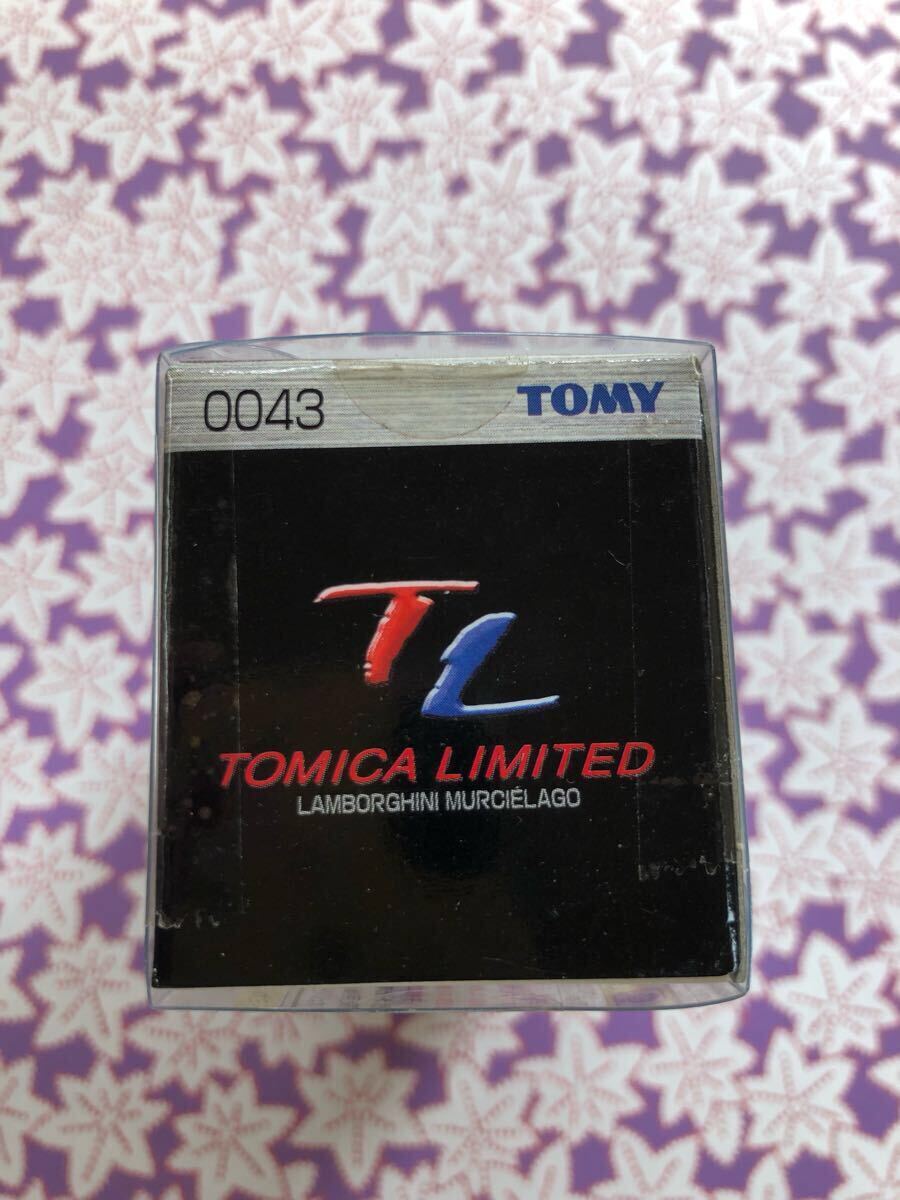 0043 TOMY
TL
TOMICA LIMITED
LAMBORGHINI MURCIÉLAGO